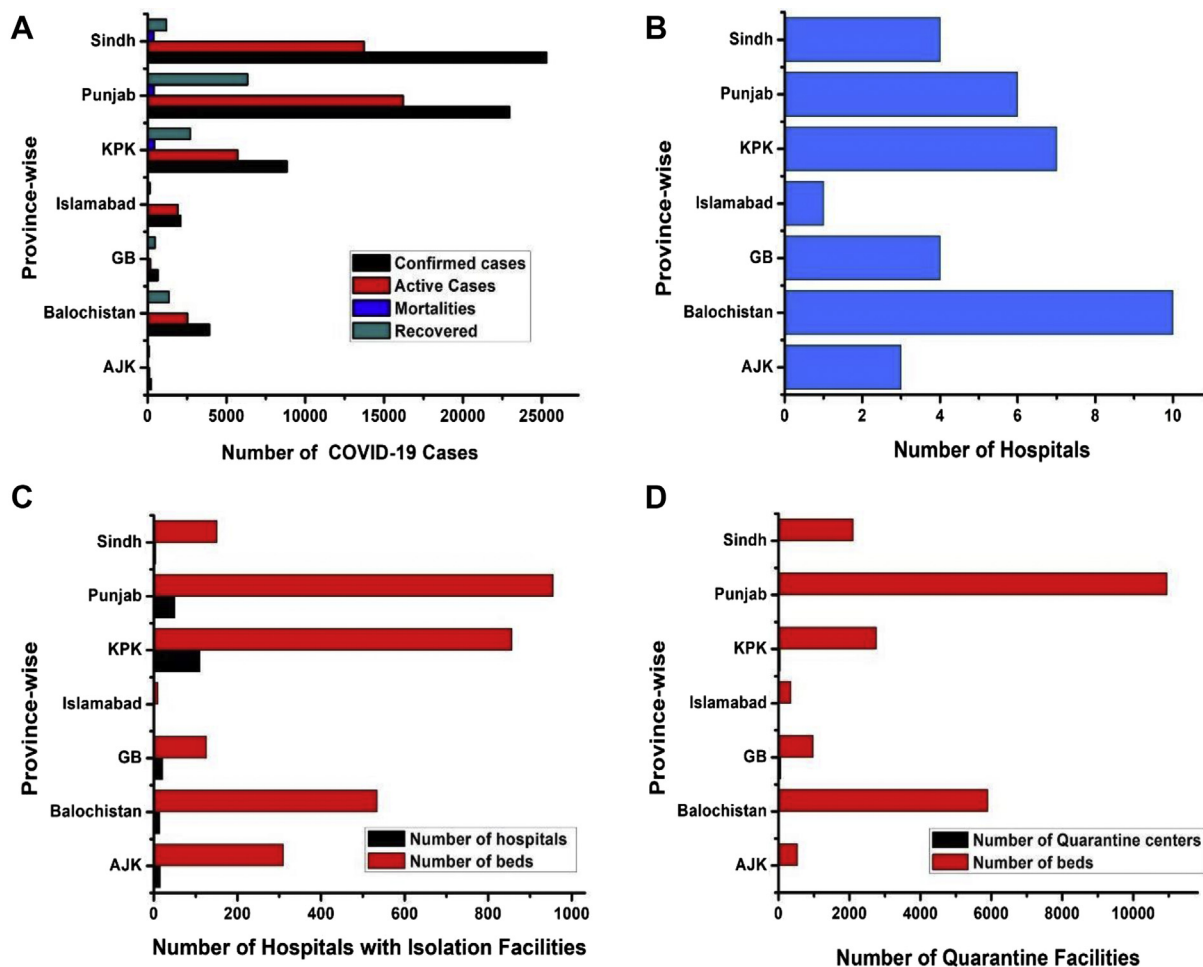 A
Province-wise
Sindh
Punjab
KPK
Islamabad
GB
Balochistan
AJK
Confirmed cases
Active Cases
Mortalities
Recovered
0 5000 10000 15000 20000 25000
Number of COVID-19 Cases
B
Province-wise
Sindh
Punjab
KPK
Islamabad
GB
Balochistan
AJK
0 2 4 6 8 10
Number of Hospitals
C
Province-wise
Sindh
Punjab
KPK
Islamabad
GB
Balochistan
AJK
Number of hospitals
Number of beds
0 200 400 600 800 1000
Number of Hospitals with Isolation Facilities
D
Province-wise
Sindh
Punjab
KPK
Islamabad
GB
Balochistan
AJK
Number of Quarantine centers
Number of beds
0 2000 4000 6000 8000 10000
Number of Quarantine Facilities